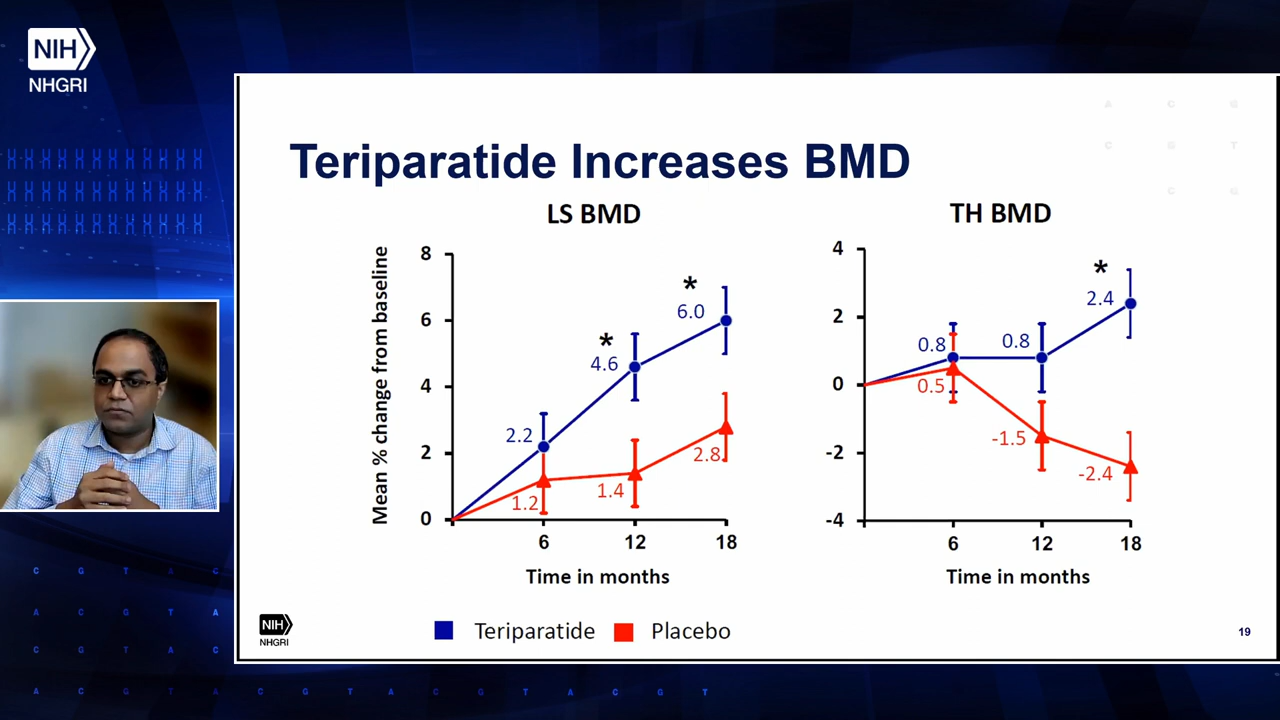 NIH
NHGRI
Teriparatide Increases BMD
LS BMD
Mean % change from baseline
8
6
4
2
0
2.2
*
4.6
*
6.0
1.2
1.4
2.8
6 12 18
Time in months
TH BMD
4
2
0
-2
-4
0.8
0.8
*
2.4
0.5
-1.5
-2.4
6 12 18
Time in months
Teriparatide Placebo
NIH
NHGRI
19
C G T A C
A C G T A
C G T A C
A C G T A C G T A C G T A C G T